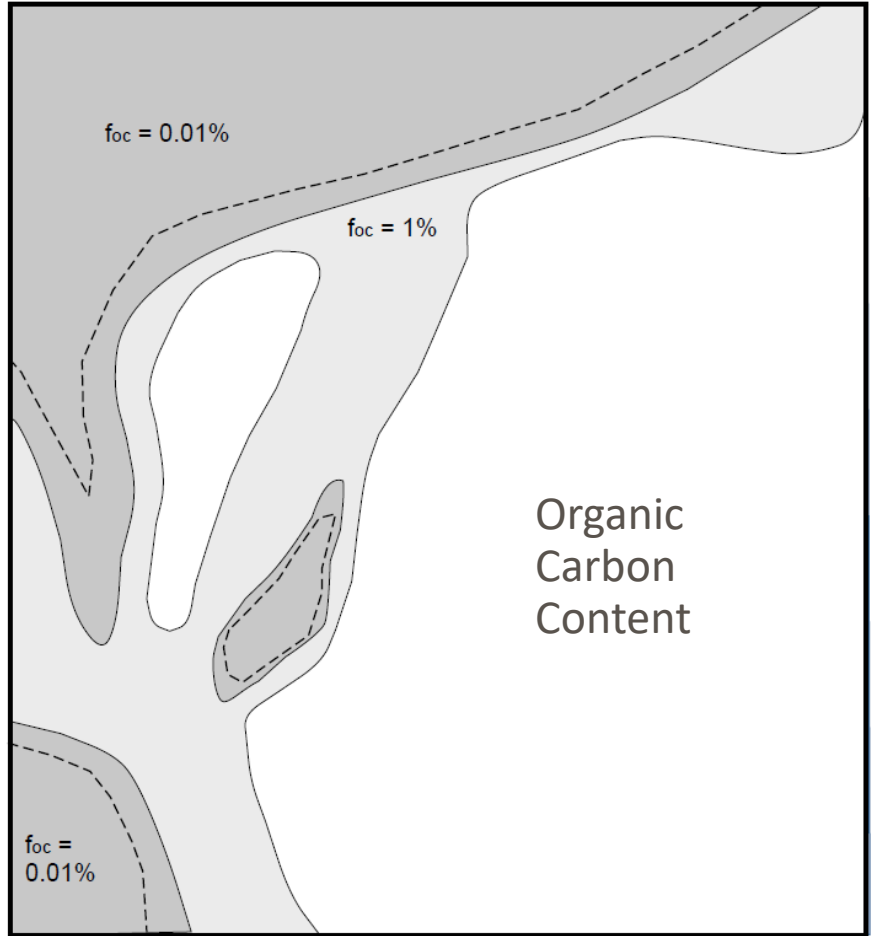 foc = 0.01%
foc = 1%
Organic
Carbon
Content
foc =
0.01%